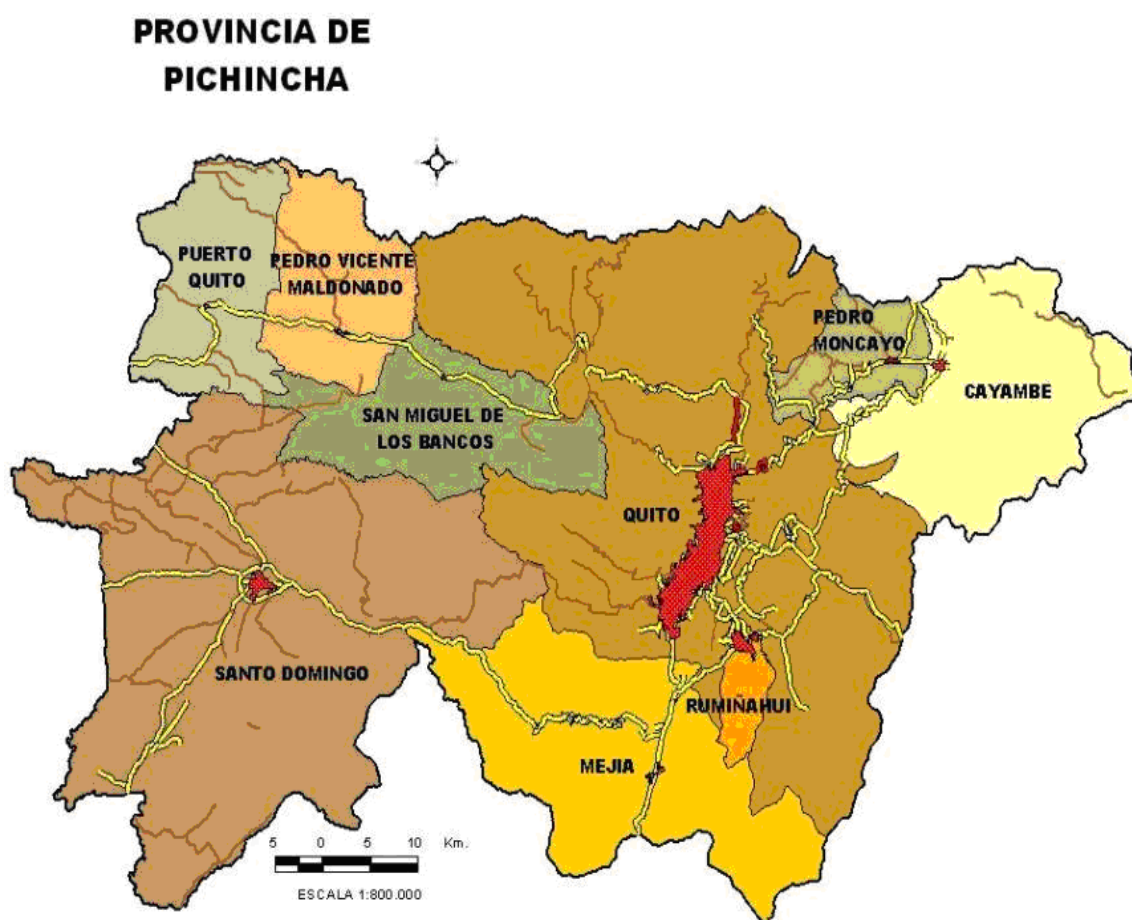 PROVINCIA DE
PICHINCHA
PUERTO
QUITO
PEDRO VICENTE
MALDONADO
PEDRO
MONCAYO
CAYAMBE
SAN MIGUEL DE
LOS BANCOS
QUITO
SANTO DOMINGO
RUMIÑAHUI
MEJIA
5 0 5 10 Km.
ESCALA 1:800.000